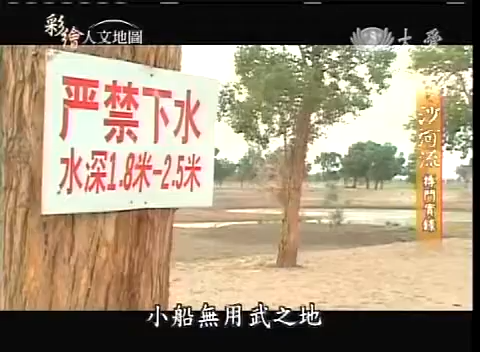 彩繪人文地圖
大愛
严禁下水
水深1.8米-2.5米
沙河流
小船無用武之地